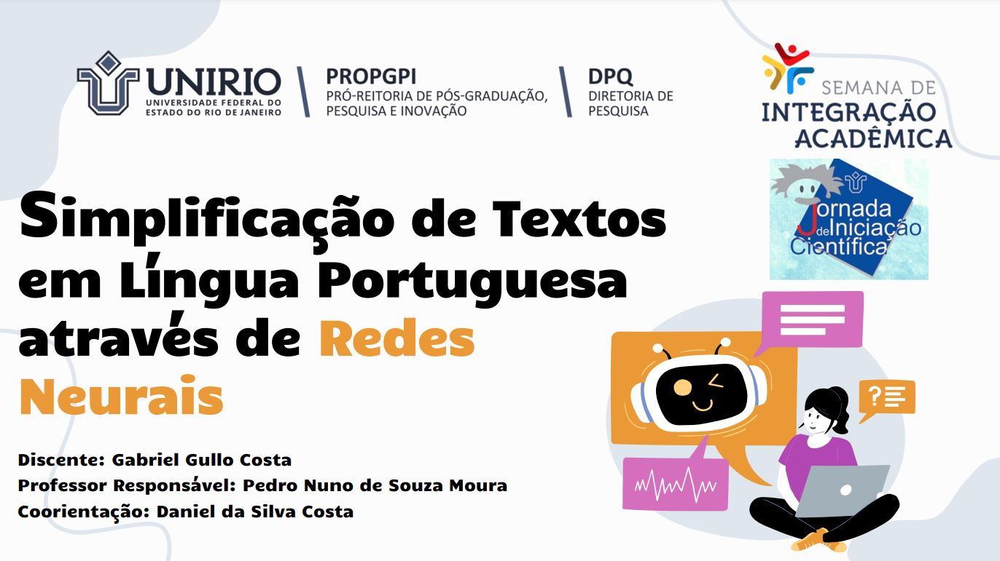 UNIRIO
UNIVERSIDADE FEDERAL DO
ESTADO DO RIO DE JANEIRO
PROPGPI
PRÓ-REITORIA DE PÓS-GRADUAÇÃO,
PESQUISA E INOVAÇÃO
DPQ
DIRETORIA DE
PESQUISA
SEMANA DE
INTEGRAÇÃO
ACADÊMICA
Jornada
de Iniciação
Científica
Simplificação de Textos
em Língua Portuguesa
através de Redes
Neurais
Discente: Gabriel Gullo Costa
Professor Responsável: Pedro Nuno de Souza Moura
Coorientação: Daniel da Silva Costa
?